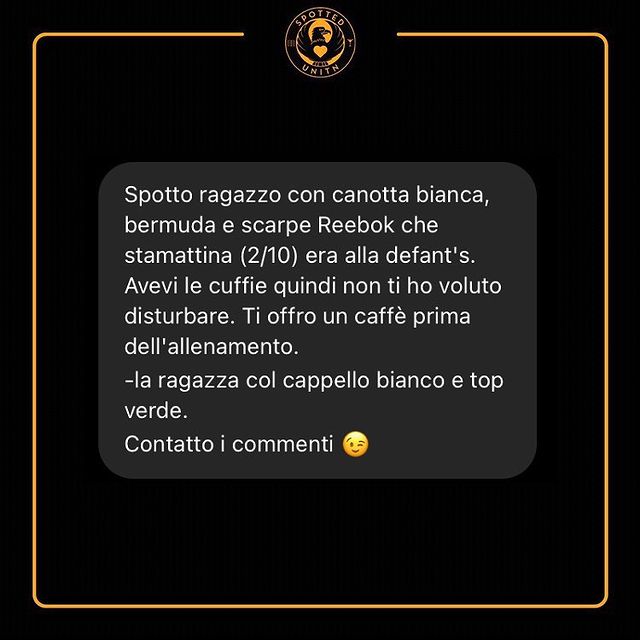 SPOTTED
UNITN
Spotto ragazzo con canotta bianca,
bermuda e scarpe Reebok che
stamattina (2/10) era alla defant's.
Avevi le cuffie quindi non ti ho voluto
disturbare. Ti offro un caffè prima
dell'allenamento.
-la ragazza col cappello bianco e top
verde.
Contatto i commenti 😉